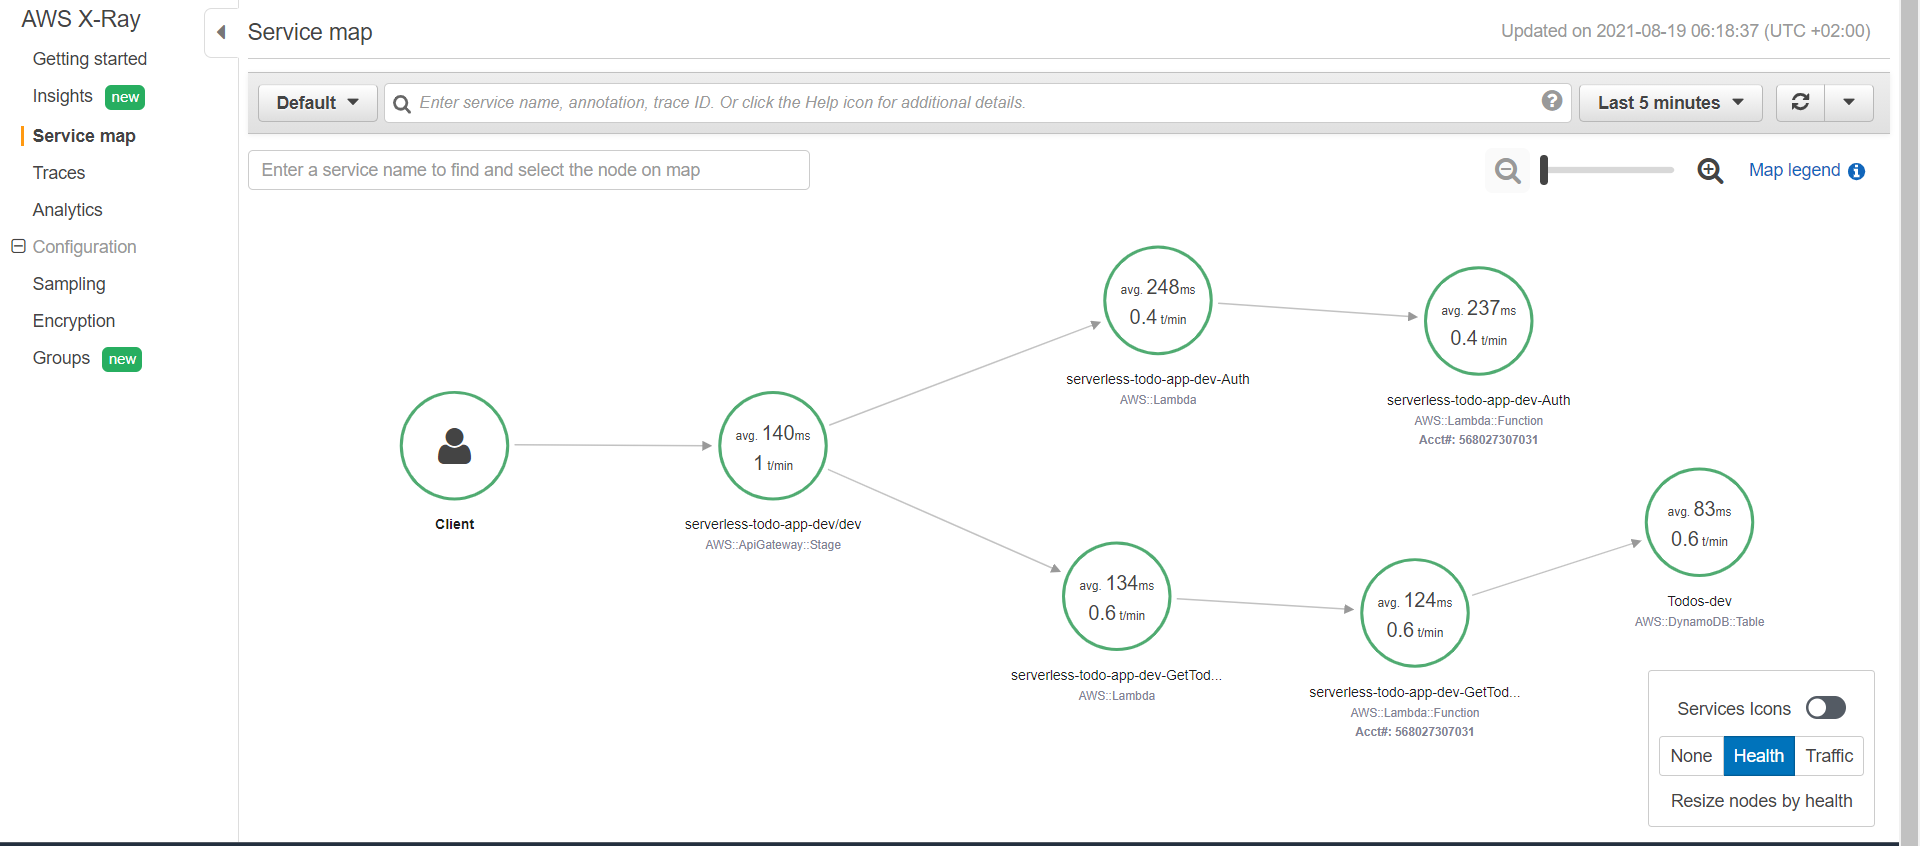 AWS X-Ray
Getting started
Insights new
Service map
Traces
Analytics
Configuration
Sampling
Encryption
Groups new
Service map
Updated on 2021-08-19 06:18:37 (UTC +02:00)
Default
Enter service name, annotation, trace ID. Or click the Help icon for additional details.
?
Last 5 minutes
Enter a service name to find and select the node on map
Map legend i
Client
avg. 140ms
1 t/min
serverless-todo-app-dev/dev
AWS::ApiGateway::Stage
avg. 248ms
0.4 t/min
serverless-todo-app-dev-Auth
AWS::Lambda
avg. 237ms
0.4 t/min
serverless-todo-app-dev-Auth
AWS::Lambda::Function
Acct#: 568027307031
avg. 134ms
0.6 t/min
serverless-todo-app-dev-GetTod...
AWS::Lambda
avg. 124ms
0.6 t/min
serverless-todo-app-dev-GetTod...
AWS::Lambda::Function
Acct#: 568027307031
avg. 83ms
0.6 t/min
Todos-dev
AWS::DynamoDB::Table
Services Icons
None Health Traffic
Resize nodes by health